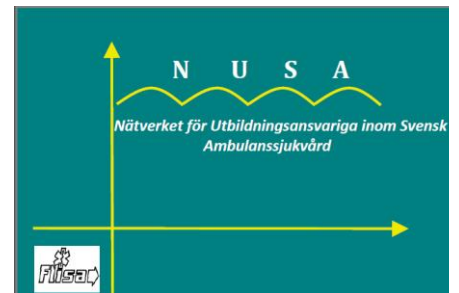 N U S A
Nätverket för Utbildningsansvariga inom Svensk
Ambulanssjukvård
Flisa